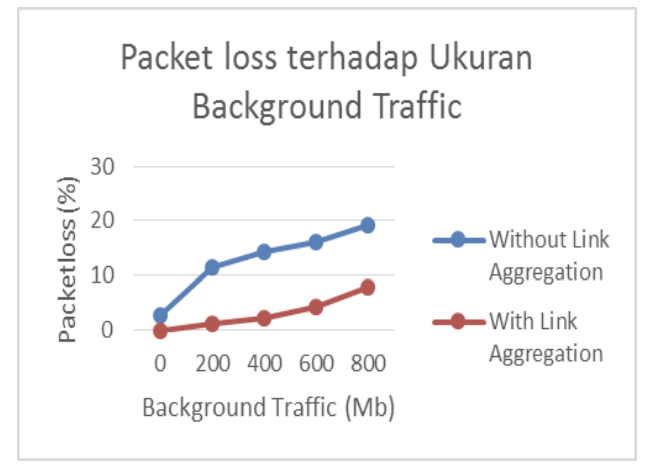 Packet loss terhadap Ukuran
Background Traffic
30
20
10
0
Packetloss (%)
0 200 400 600 800
Background Traffic (Mb)
Without Link
Aggregation
With Link
Aggregation